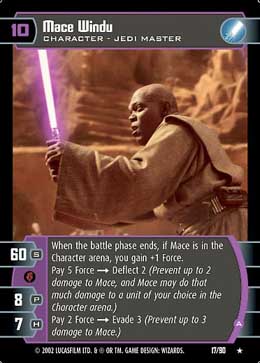 10 Mace Windu
CHARACTER - JEDI MASTER
When the battle phase ends, if Mace is in the
60 S Character arena, you gain +1 Force.
Pay 5 Force → Deflect 2 (Prevent up to 2
6 damage to Mace, and Mace may do that
much damage to a unit of your choice in the
8 P Character arena.)
Pay 2 Force → Evade 3 (Prevent up to 3
7 H damage to Mace.)
A
© 2002 LUCASFILM LTD. & ® OR TM. GAME DESIGN: WIZARDS. 17/90 ★